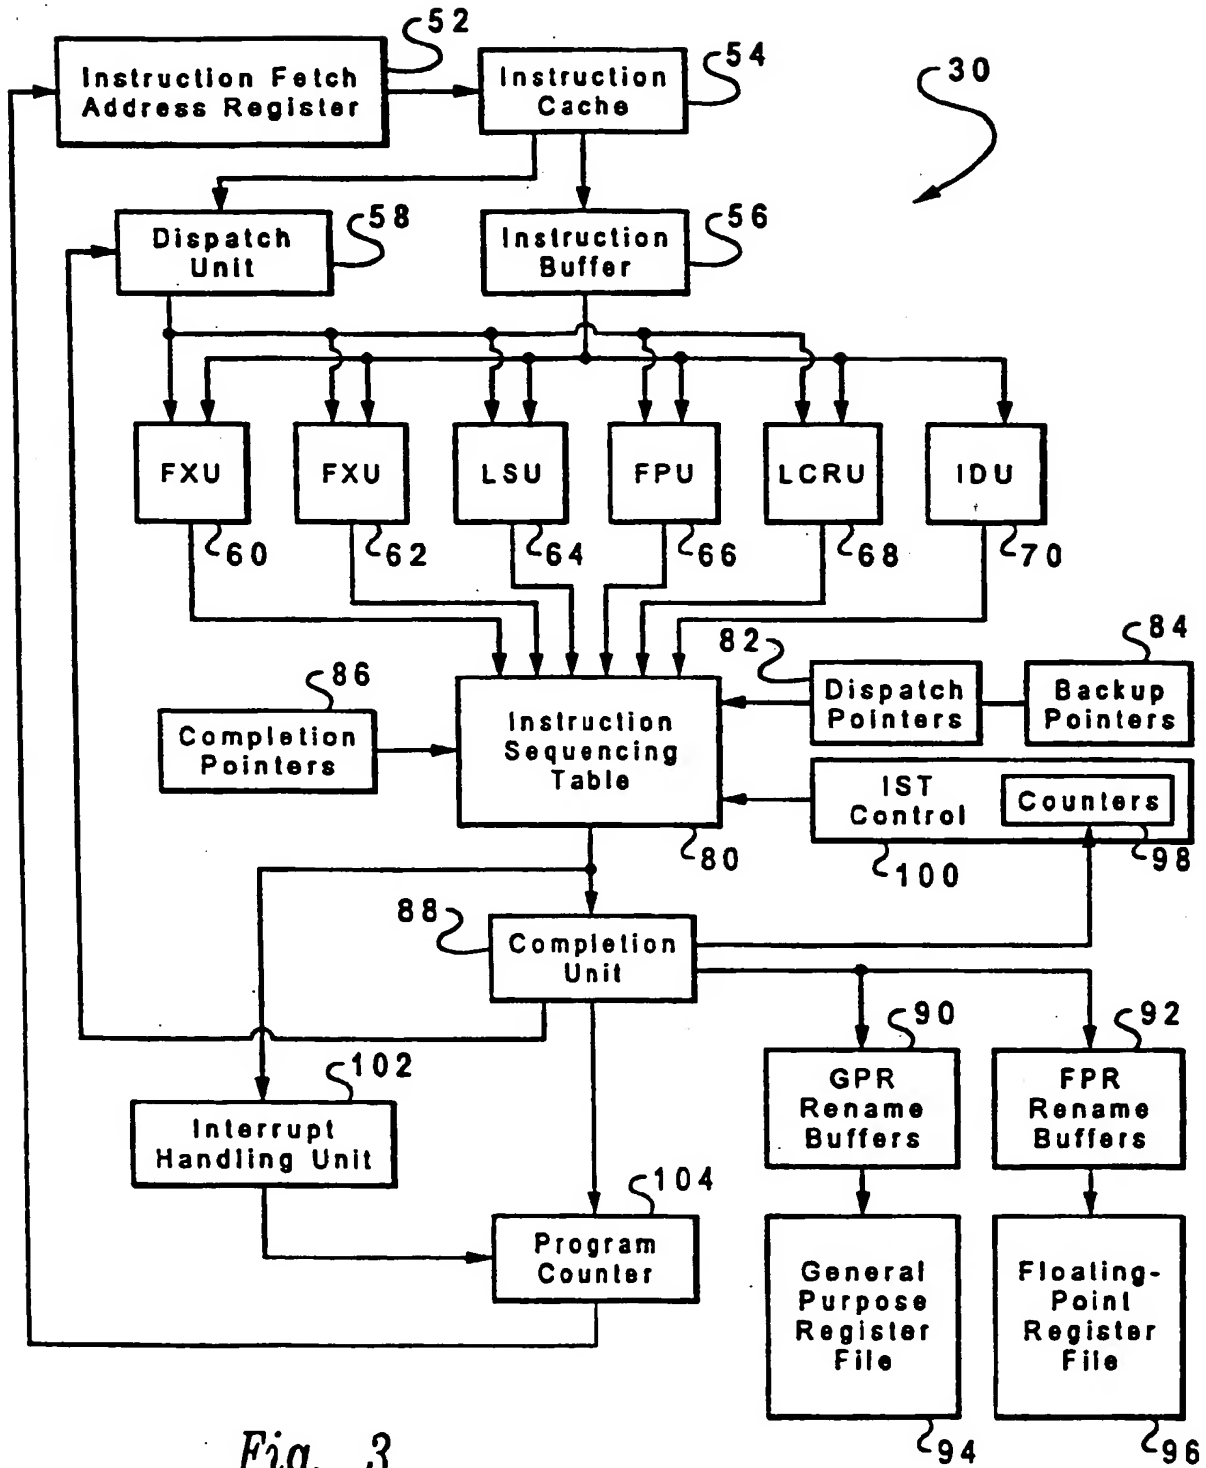 52
Instruction Fetch
Address Register
Instruction
Cache
54
30
Dispatch
Unit
58
Instruction
Buffer
56
FXU
FXU
LSU
FPU
LCRU
IDU
60
62
64
66
68
70
86
Completion
Pointers
Instruction
Sequencing
Table
82
Dispatch
Pointers
84
Backup
Pointers
IST
Control
Counters
80
100
98
88
Completion
Unit
90
92
102
Interrupt
Handling Unit
GPR
Rename
Buffers
FPR
Rename
Buffers
104
Program
Counter
General
Purpose
Register
File
Floating-
Point
Register
File
94
96
Fig. 3